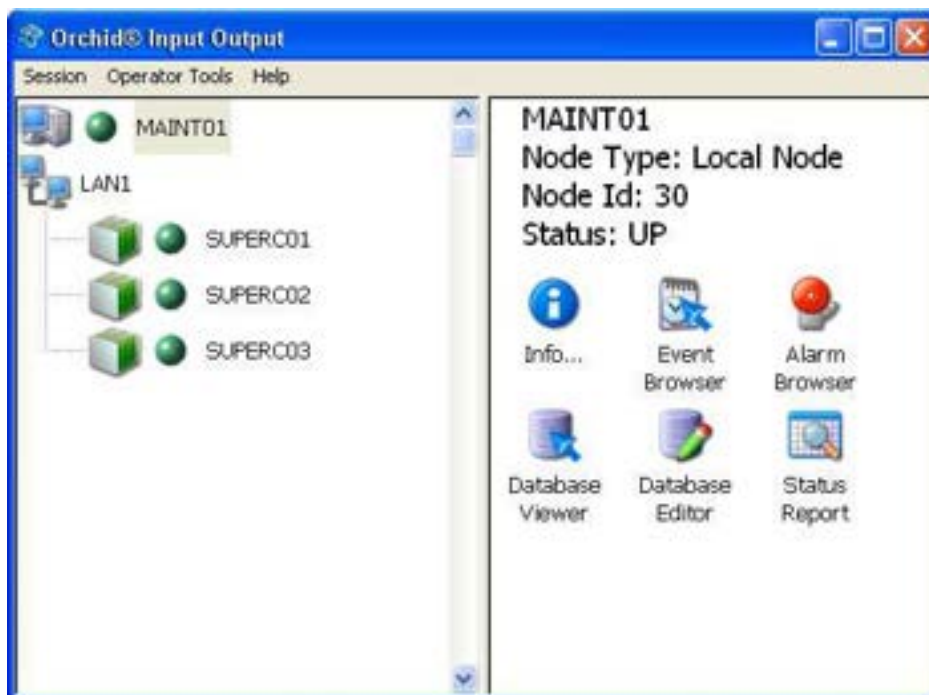 Orchid® Input Output
Session Operator Tools Help
MAINT01
LAN1
SUPERC01
SUPERC02
SUPERC03
MAINT01
Node Type: Local Node
Node Id: 30
Status: UP
Info...
Event Browser
Alarm Browser
Database Viewer
Database Editor
Status Report